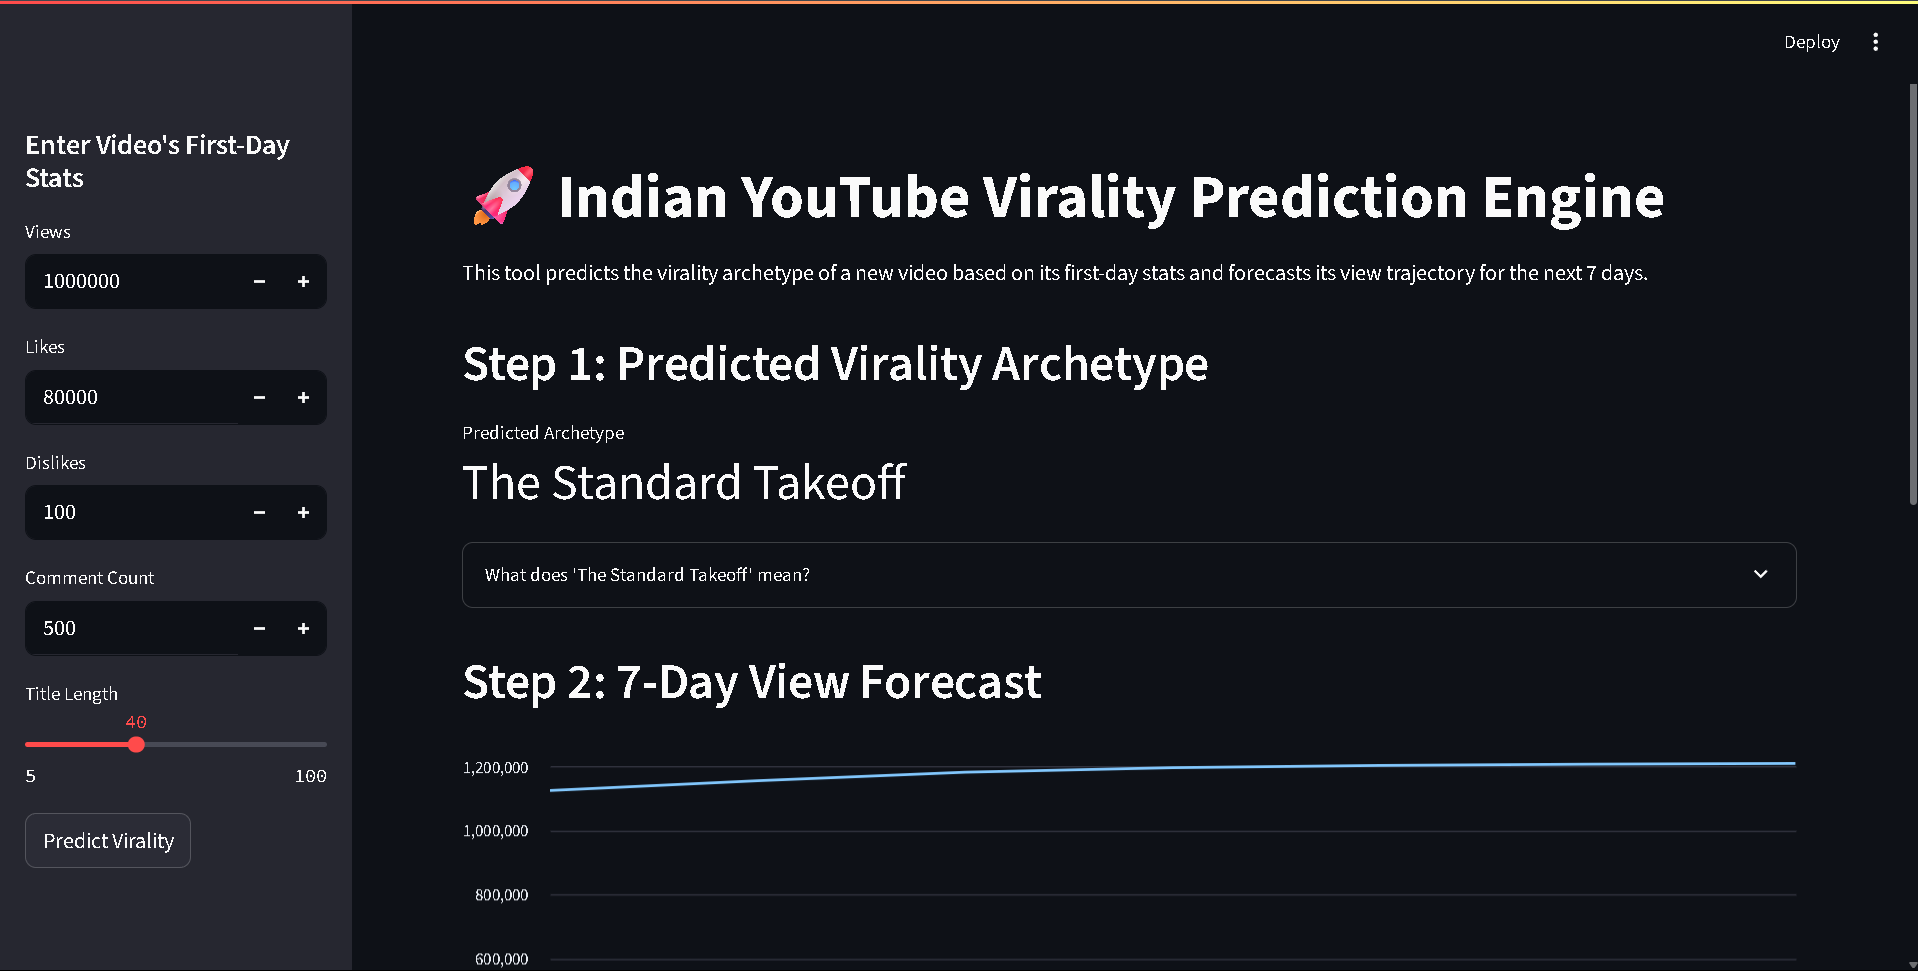 Deploy
Enter Video's First-Day
Stats
Views
1000000
Likes
80000
Dislikes
100
Comment Count
500
Title Length
40
5 100
Predict Virality
Indian YouTube Virality Prediction Engine
This tool predicts the virality archetype of a new video based on its first-day stats and forecasts its view trajectory for the next 7 days.
Step 1: Predicted Virality Archetype
Predicted Archetype
The Standard Takeoff
What does 'The Standard Takeoff' mean?
Step 2: 7-Day View Forecast
1,200,000
1,000,000
800,000
600,000